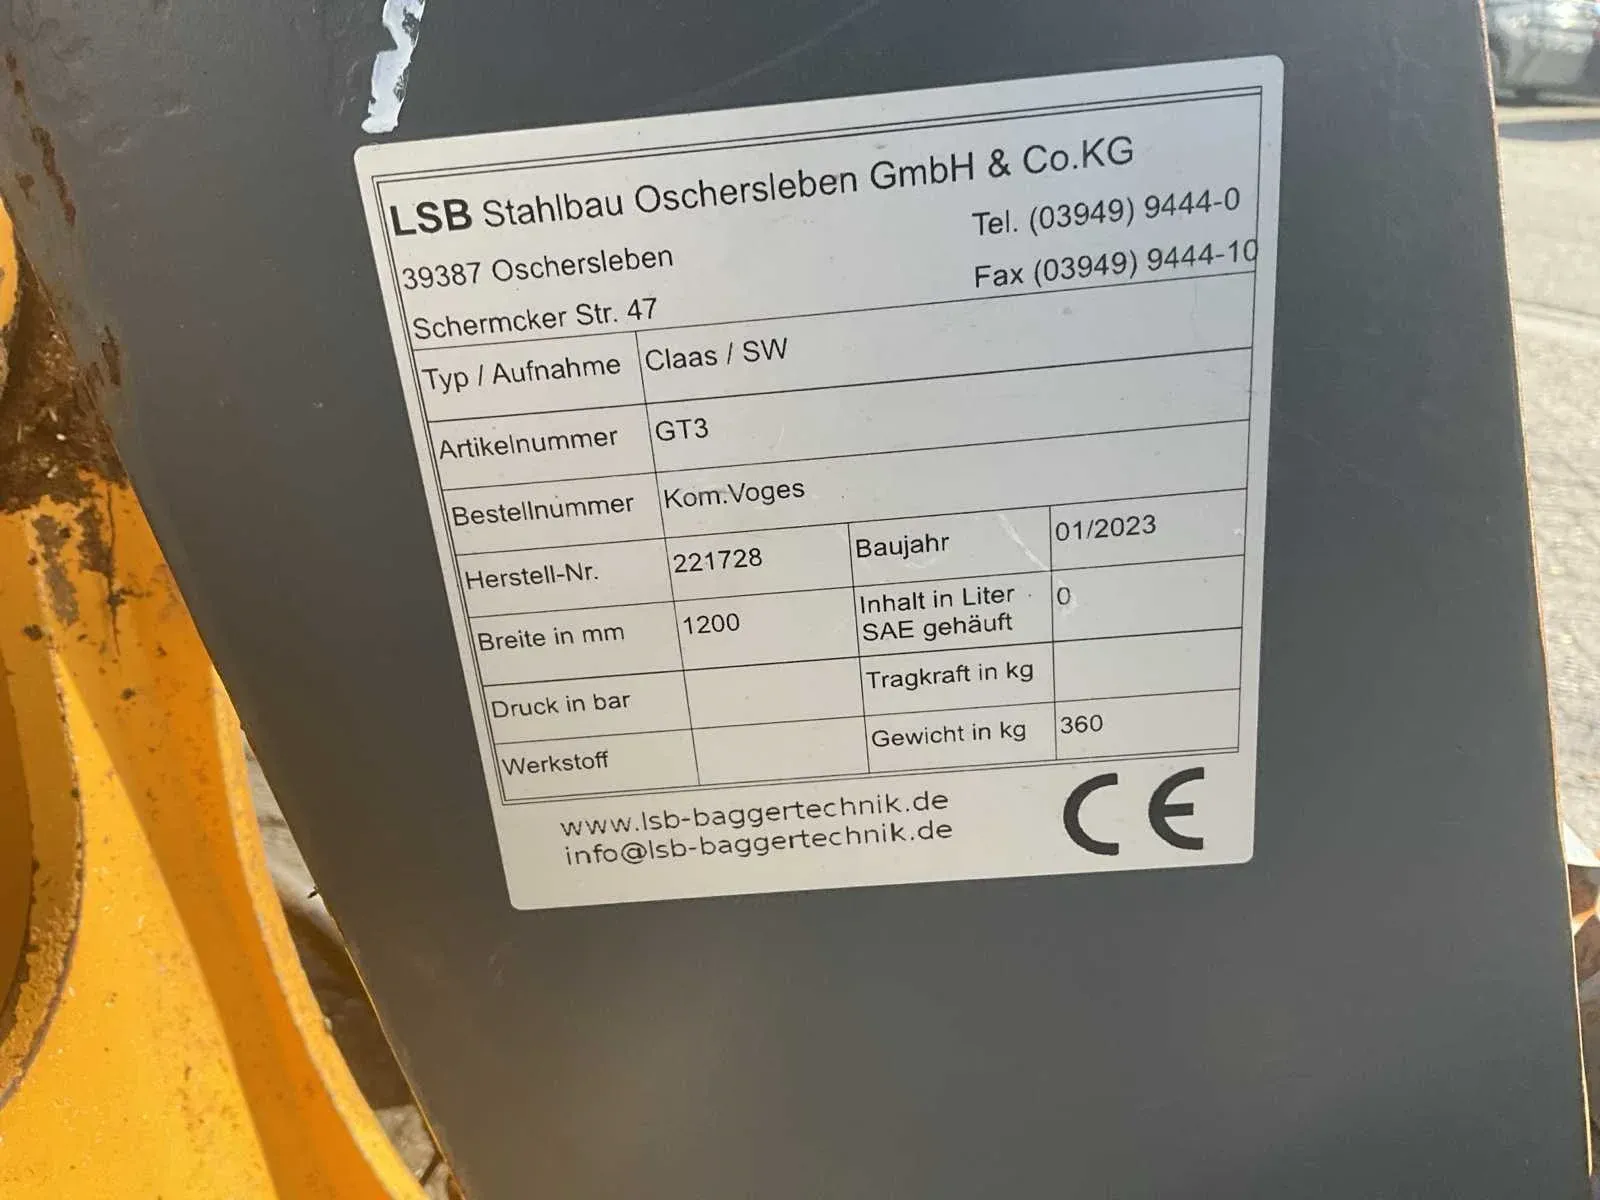 LSB Stahlbau Oschersleben GmbH & Co.KG
39387 Oschersleben Tel. (03949) 9444-0
Schermcker Str. 47 Fax (03949) 9444-10
Typ / Aufnahme Claas / SW
Artikelnummer GT3
Bestellnummer Kom.Voges
Herstell-Nr. 221728 Baujahr 01/2023
Breite in mm 1200 Inhalt in Liter 0
SAE gehäuft
Druck in bar Tragkraft in kg
Werkstoff Gewicht in kg 360
www.lsb-baggertechnik.de
info@lsb-baggertechnik.de
CE